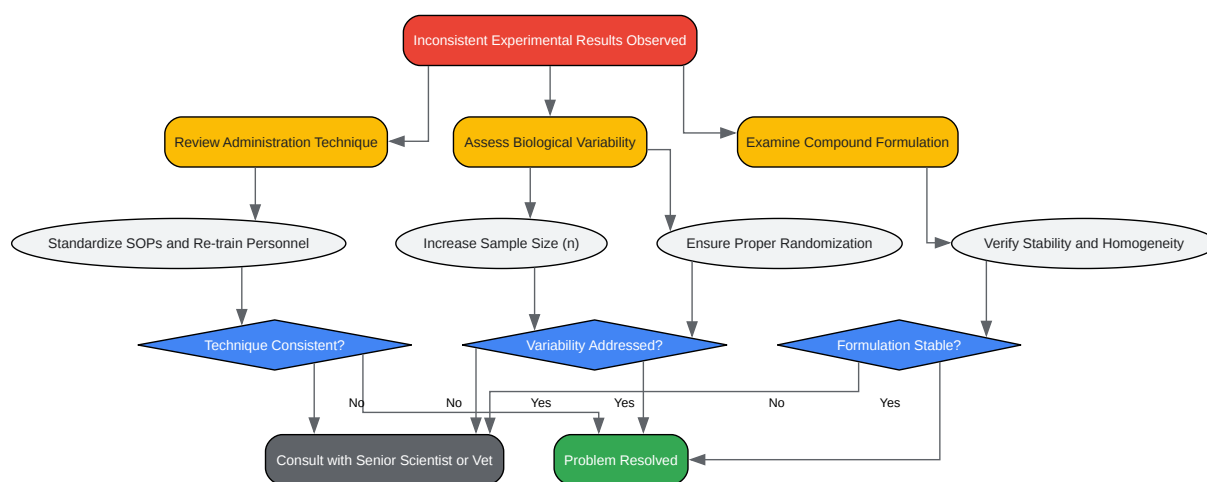 Inconsistent Experimental Results Observed
Review Administration Technique
Assess Biological Variability
Examine Compound Formulation
Standardize SOPs and Re-train Personnel
Increase Sample Size (n)
Ensure Proper Randomization
Verify Stability and Homogeneity
Technique Consistent?
Variability Addressed?
Formulation Stable?
No
No
Yes
Yes
No
Yes
Consult with Senior Scientist or Vet
Problem Resolved